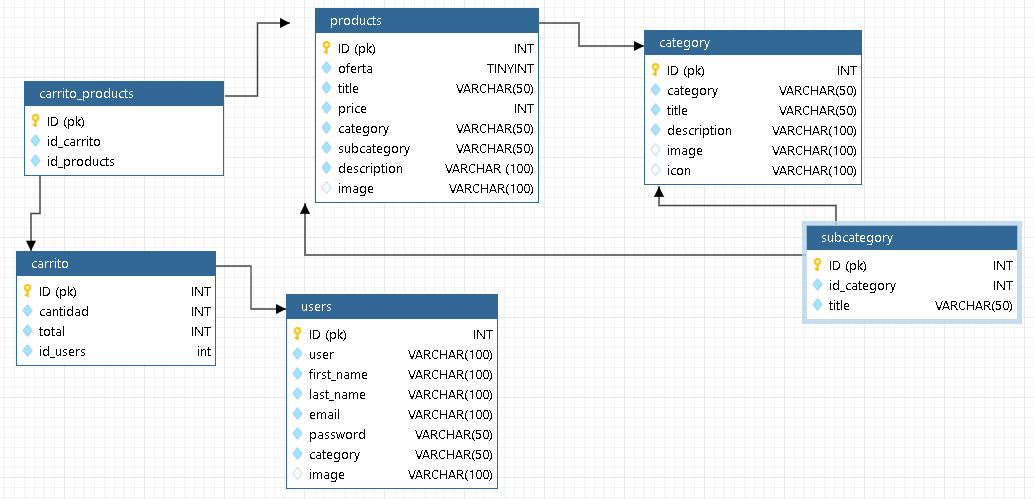 products
ID (pk) INT
oferta TINYINT
title VARCHAR(50)
price INT
category VARCHAR(50)
subcategory VARCHAR(50)
description VARCHAR (100)
image VARCHAR(100)
category
ID (pk) INT
category VARCHAR(50)
title VARCHAR(50)
description VARCHAR(100)
image VARCHAR(100)
icon VARCHAR(100)
carrito_products
ID (pk)
id_carrito
id_products
subcategory
ID (pk) INT
id_category INT
title VARCHAR(50)
carrito
ID (pk) INT
cantidad INT
total INT
id_users int
users
ID (pk) INT
user VARCHAR(100)
first_name VARCHAR(100)
last_name VARCHAR(100)
email VARCHAR(100)
password VARCHAR(50)
category VARCHAR(50)
image VARCHAR(100)